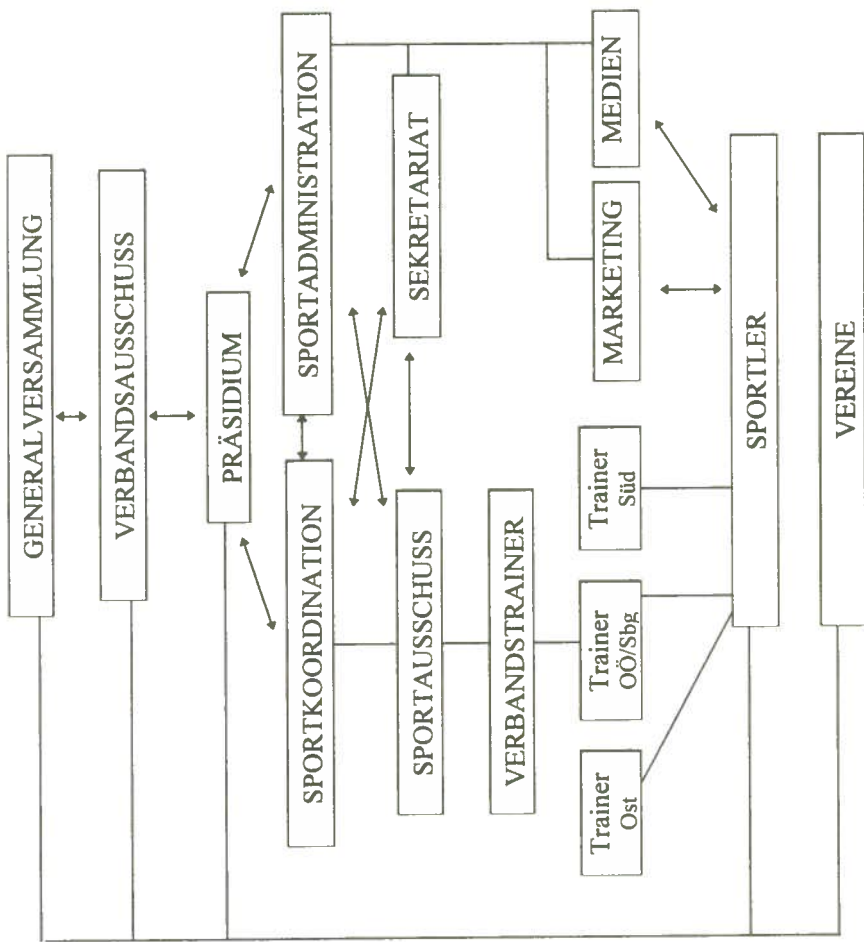 GENERALVERSAMMLUNG
VERBANDSAUSSCHUSS
PRÄSIDIUM
SPORTKOORDINATION
SPORTADMINISTRATION
SPORTAUSSCHUSS
SEKRETARIAT
VERBANDSTRAINER
Trainer
Ost
Trainer
OÖ/Sbg
Trainer
Süd
MARKETING
MEDIEN
SPORTLER
VEREINE